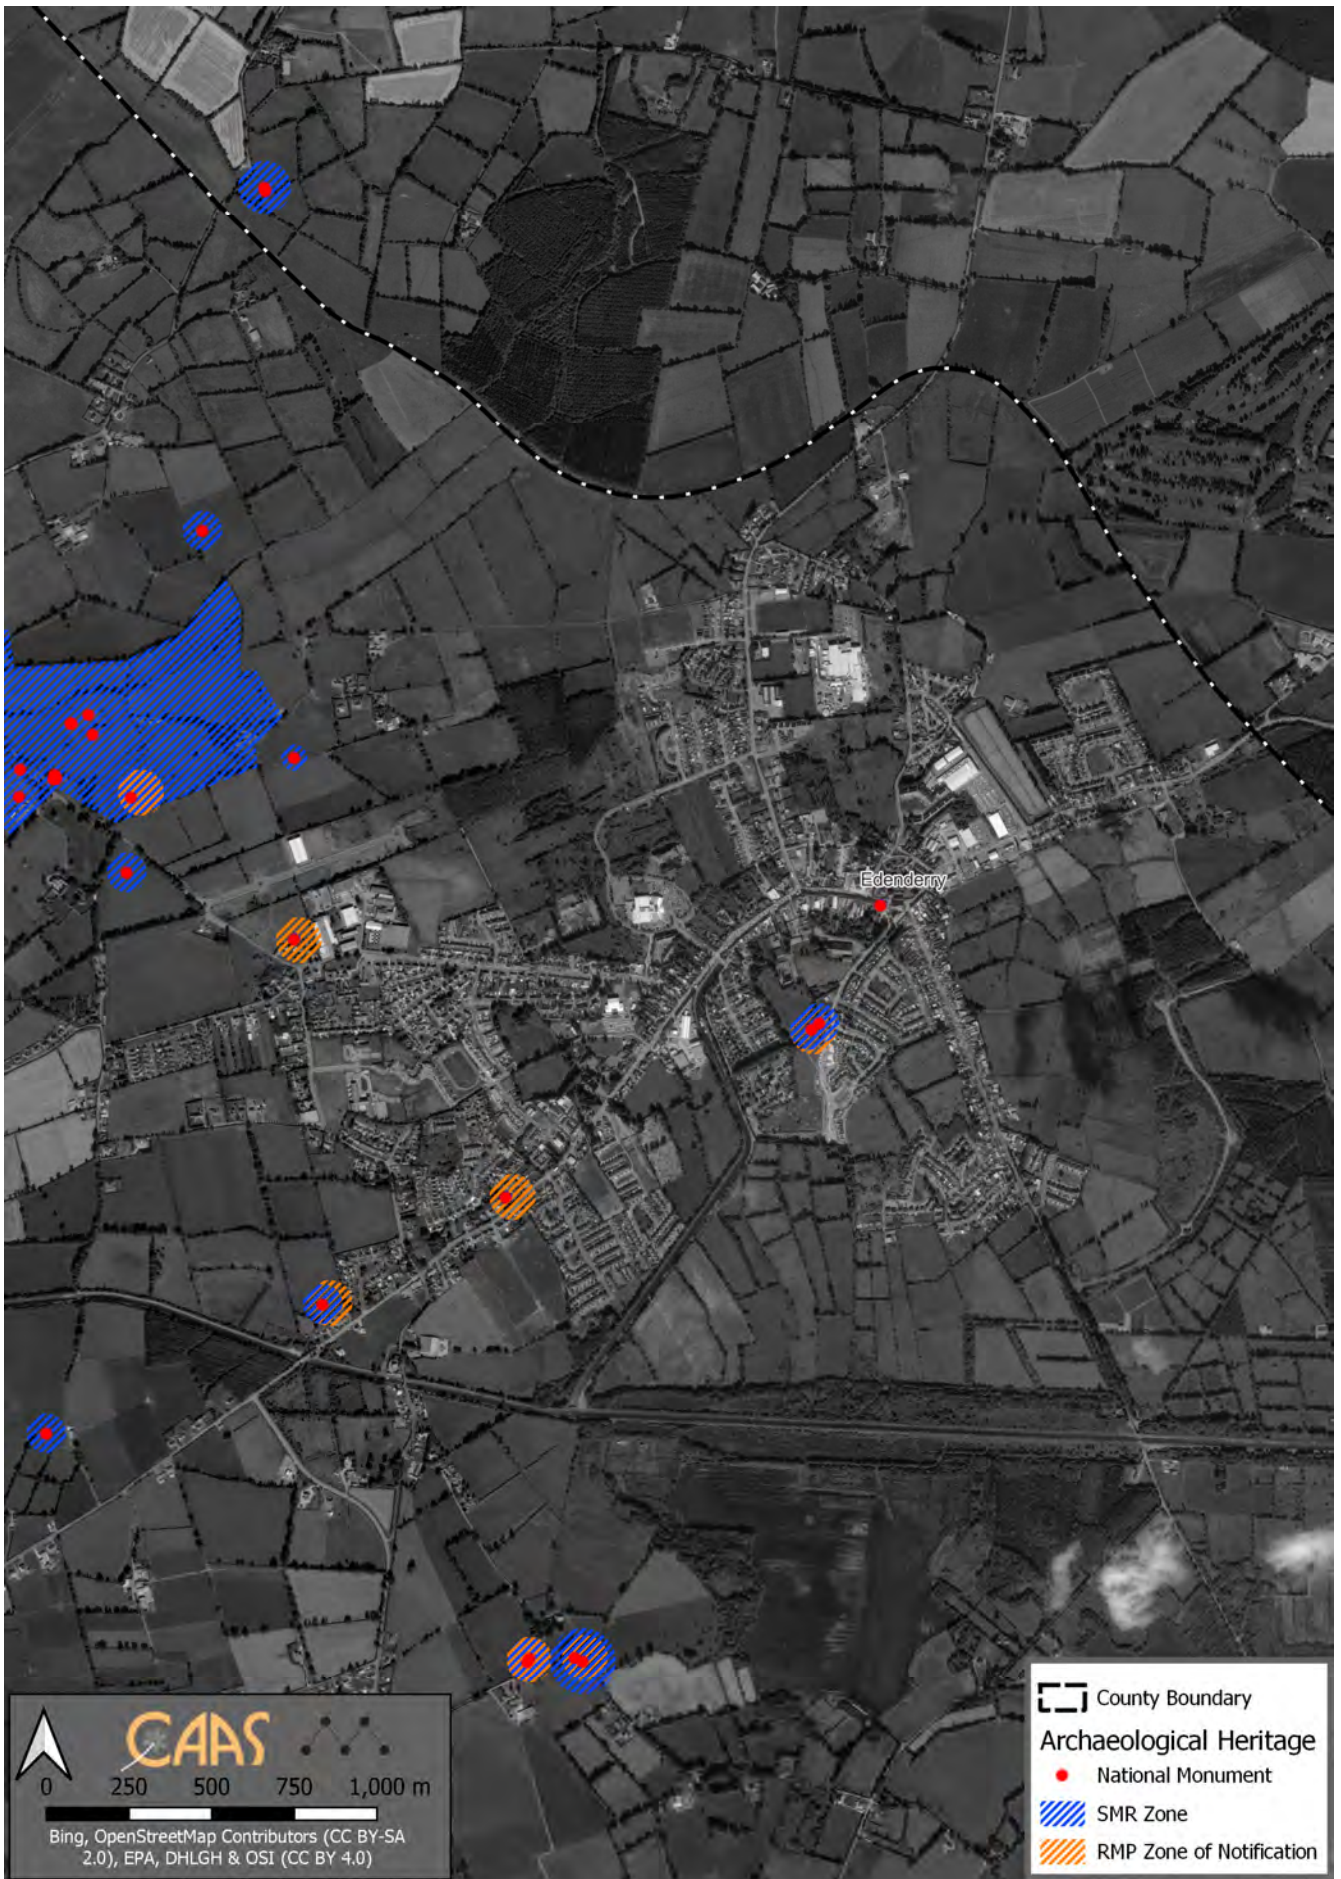 Edenderry
CAAS
0 250 500 750 1,000 m
Bing, OpenStreetMap Contributors (CC BY-SA
2.0), EPA, DHLGH & OSI (CC BY 4.0)
County Boundary
Archaeological Heritage
National Monument
SMR Zone
RMP Zone of Notification